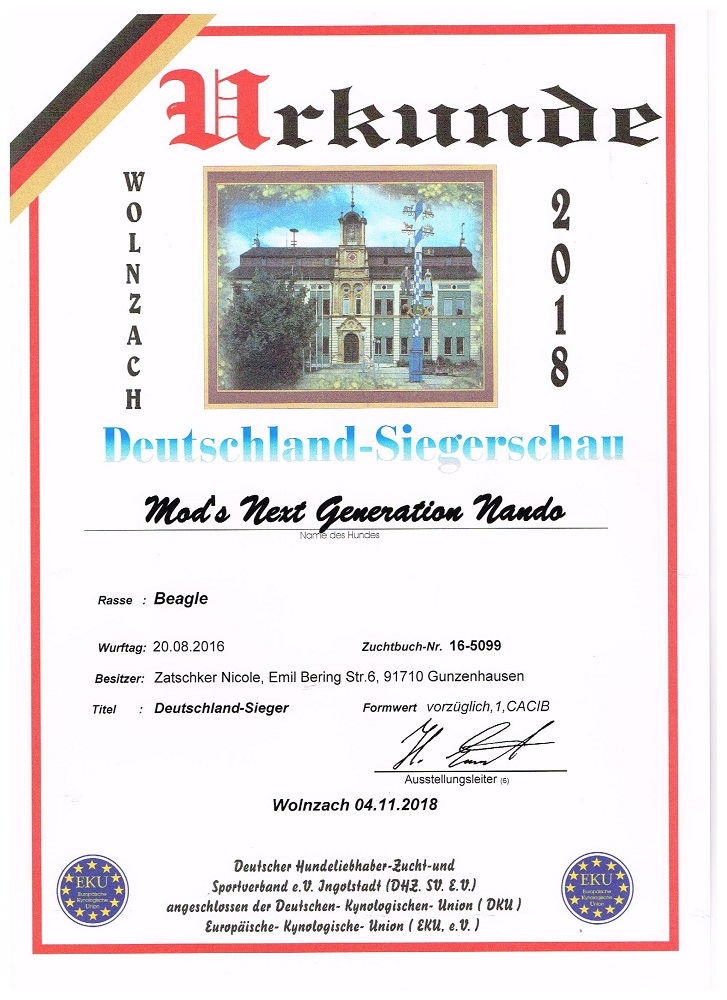 Urkunde
WOLNZACH
2018
Deutschland-Siegerschau
Mod's Next Generation Nando
Name des Hundes
Rasse : Beagle
Wurftag: 20.08.2016 Zuchtbuch-Nr. 16-5099
Besitzer: Zatschker Nicole, Emil Bering Str.6, 91710 Gunzenhausen
Titel : Deutschland-Sieger Formwert vorzüglich,1,CACIB
Ausstellungsleiter (6)
Wolnzach 04.11.2018
Deutscher Hundeliebhaber-Zucht-und
Sportverband e.V. Ingolstadt (DHZ. SV. E.V.)
angeschlossen der Deutschen- Kynologischen- Union ( DKU )
Europäische- Kynologische- Union ( EKU, e.V. )
EKU
Europäische
Kynologische
Union
EKU
Europäische
Kynologische
Union